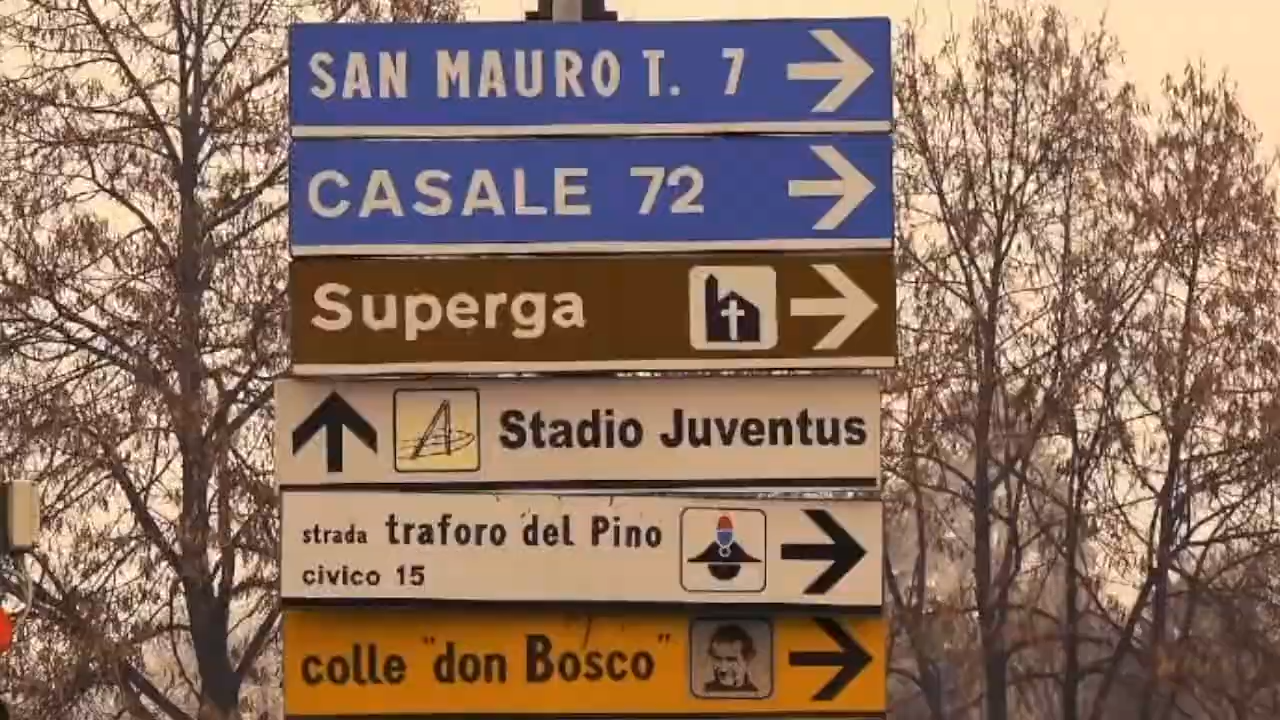 SAN MAURO T. 7
CASALE 72
Superga
Stadio Juventus
strada traforo del Pino
civico 15
colle "don Bosco"